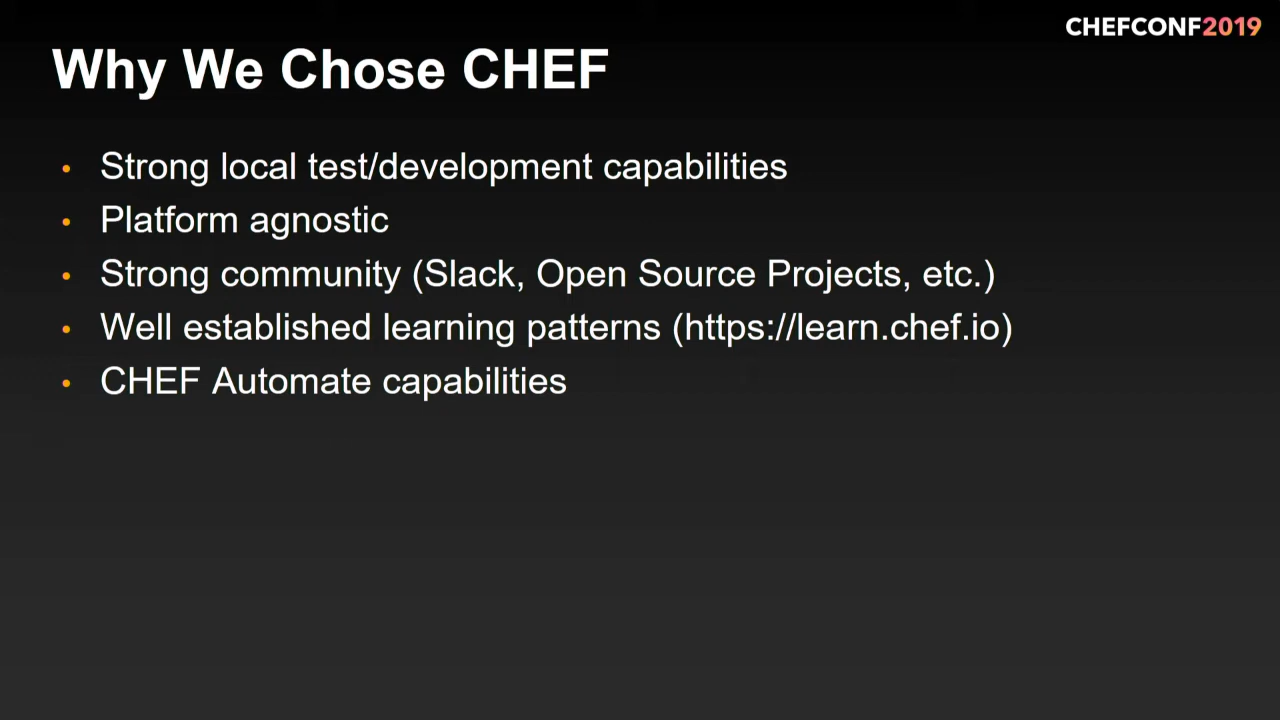 CHEFCONF2019
Why We Chose CHEF
• Strong local test/development capabilities
• Platform agnostic
• Strong community (Slack, Open Source Projects, etc.)
• Well established learning patterns (https://learn.chef.io)
• CHEF Automate capabilities